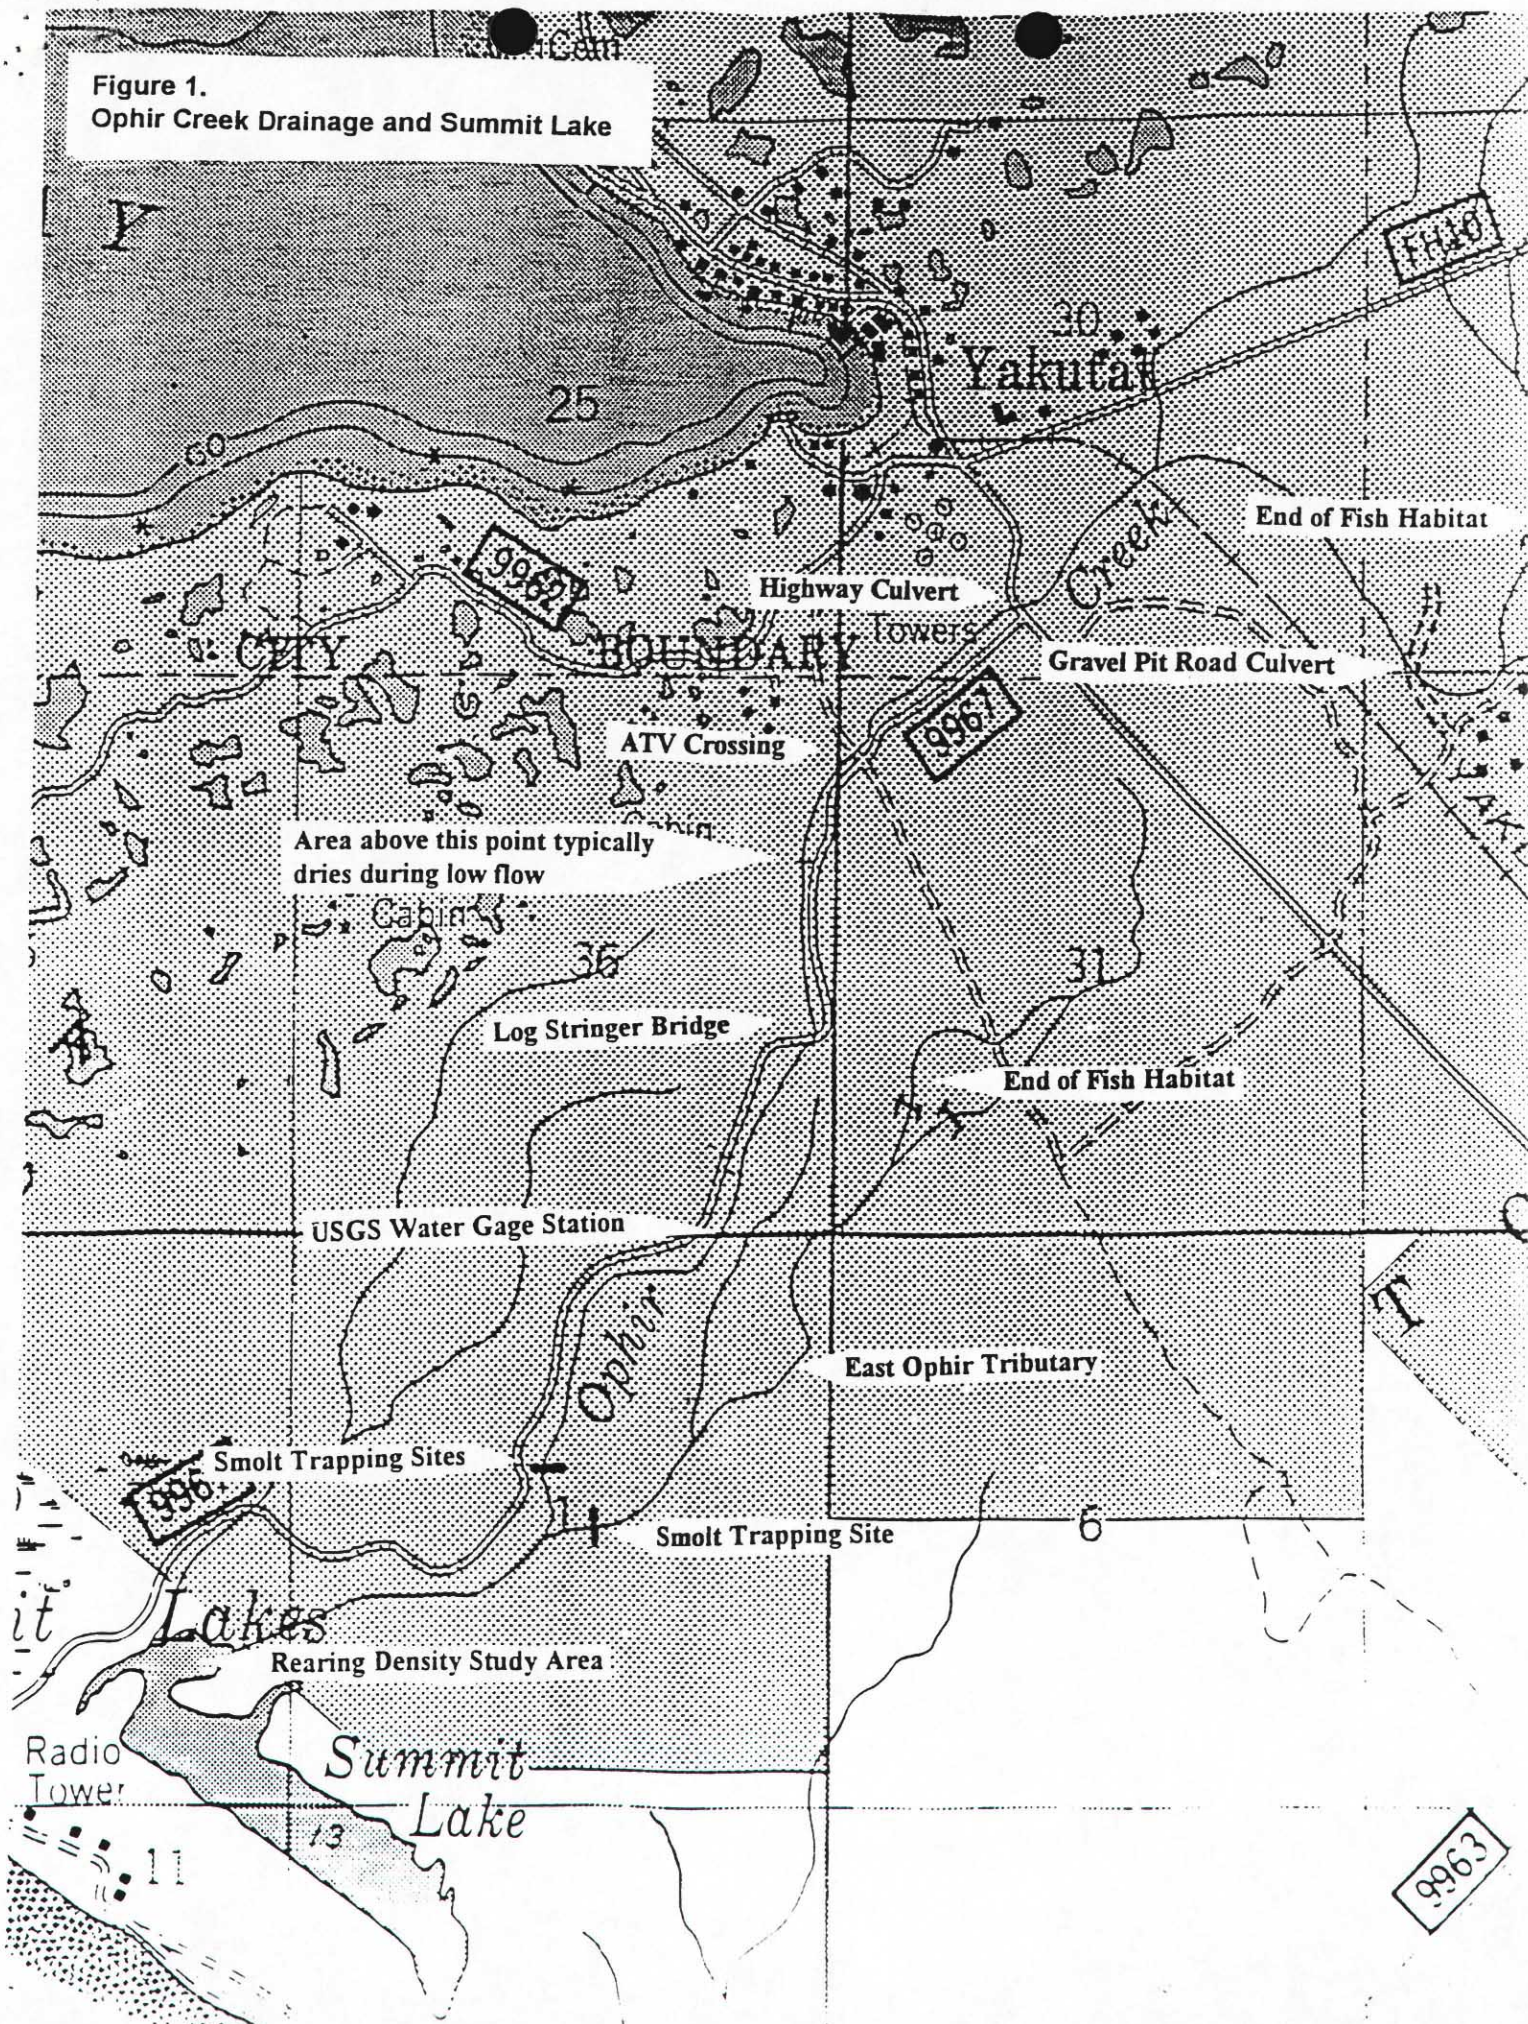 Cem
Figure 1.
Ophir Creek Drainage and Summit Lake
Y
FH10
30
Yakutat
25
60
End of Fish Habitat
Creek
9962
Highway Culvert
Towers
CITY BOUNDARY
Gravel Pit Road Culvert
9967
ATV Crossing
Cabin
Area above this point typically
dries during low flow
Cabin
36
31
Log Stringer Bridge
End of Fish Habitat
USGS Water Gage Station
T
Ophir
East Ophir Tributary
Smolt Trapping Sites
996
1
Smolt Trapping Site
6
it Lakes
Rearing Density Study Area
Radio
Tower
Summit
Lake
13
11
9963